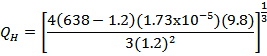 Q_H = [4(638 − 1.2)(1.73x10⁻⁵)(9.8) / 3(1.2)²]^(1/3)